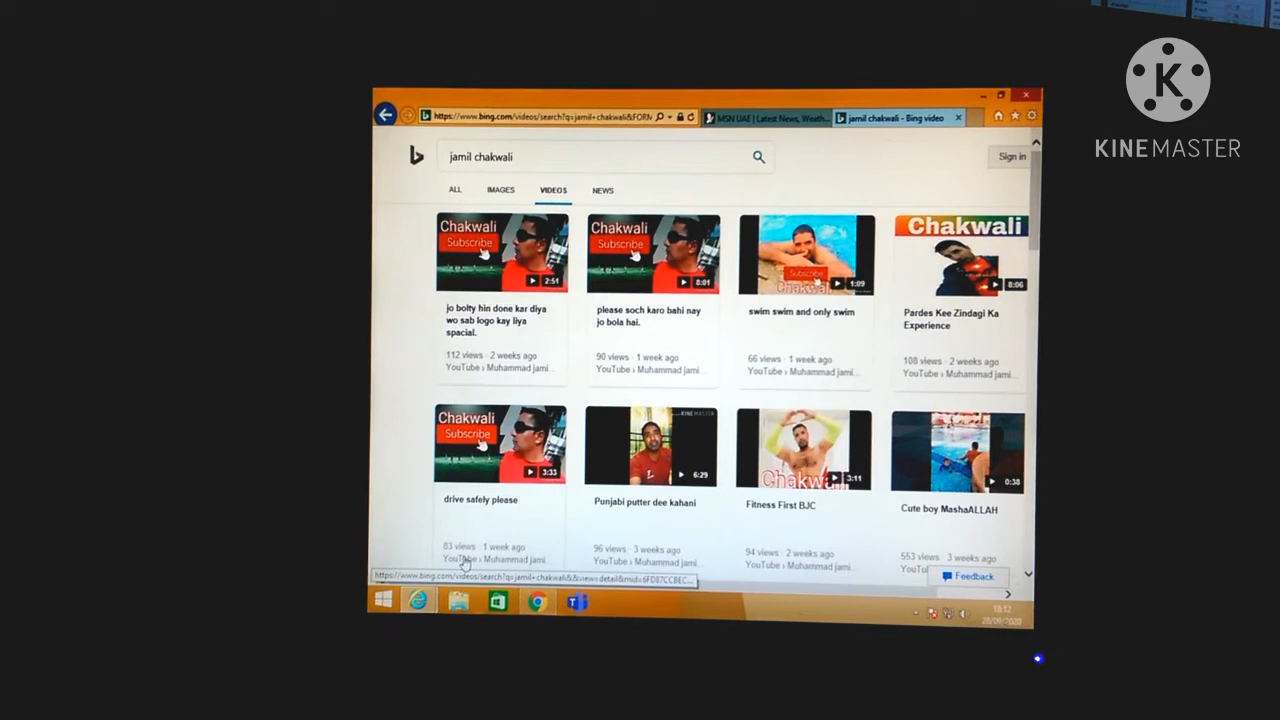 K
KINEMASTER
https://www.bing.com/videos/search?q=jamil+chakwali&FORM
MSN UAE | Latest News, Weath...
jamil chakwali - Bing video
jamil chakwali
Sign in
ALL
IMAGES
VIDEOS
NEWS
Chakwali
Subscribe
2:51
Chakwali
Subscribe
8:01
Subscribe
1:09
Chakwali
Chakwali
8:06
jo bolty hin done kar diya
wo sab logo kay liya
spacial.
112 views · 2 weeks ago
YouTube › Muhammad jami...
please soch karo bahi nay
jo bola hai.
90 views · 1 week ago
YouTube › Muhammad jami...
swim swim and only swim
66 views · 1 week ago
YouTube › Muhammad jami...
Pardes Kee Zindagi Ka
Experience
108 views · 2 weeks ago
YouTube › Muhammad jami...
Chakwali
Subscribe
3:33
KINEMASTER
6:29
3:11
0:38
drive safely please
83 views · 1 week ago
YouTube › Muhammad jami...
Punjabi putter dee kahani
96 views · 3 weeks ago
YouTube › Muhammad jami...
Fitness First BJC
94 views · 2 weeks ago
YouTube › Muhammad jami...
Cute boy MashaALLAH
553 views · 3 weeks ago
YouTu
Feedback
18:12
28/09/2020